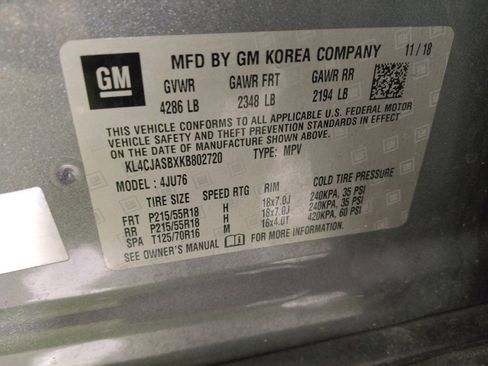 GM
MFD BY GM KOREA COMPANY 11/18
GVWR GAWR FRT GAWR RR
4286 LB 2348 LB 2194 LB
THIS VEHICLE CONFORMS TO ALL APPLICABLE U.S. FEDERAL MOTOR
VEHICLE SAFETY AND THEFT PREVENTION STANDARDS IN EFFECT
ON THE DATE OF MANUFACTURE SHOWN ABOVE.
KL4CJASBXKB802720 TYPE: MPV
MODEL: 4JU76
TIRE SIZE SPEED RTG RIM COLD TIRE PRESSURE
FRT P215/55R18 H 18x7.0J 240KPA, 35 PSI
RR P215/55R18 H 18x7.0J 240KPA, 35 PSI
SPA T125/70R16 M 16x4.0T 420KPA, 60 PSI
SEE OWNER'S MANUAL FOR MORE INFORMATION.